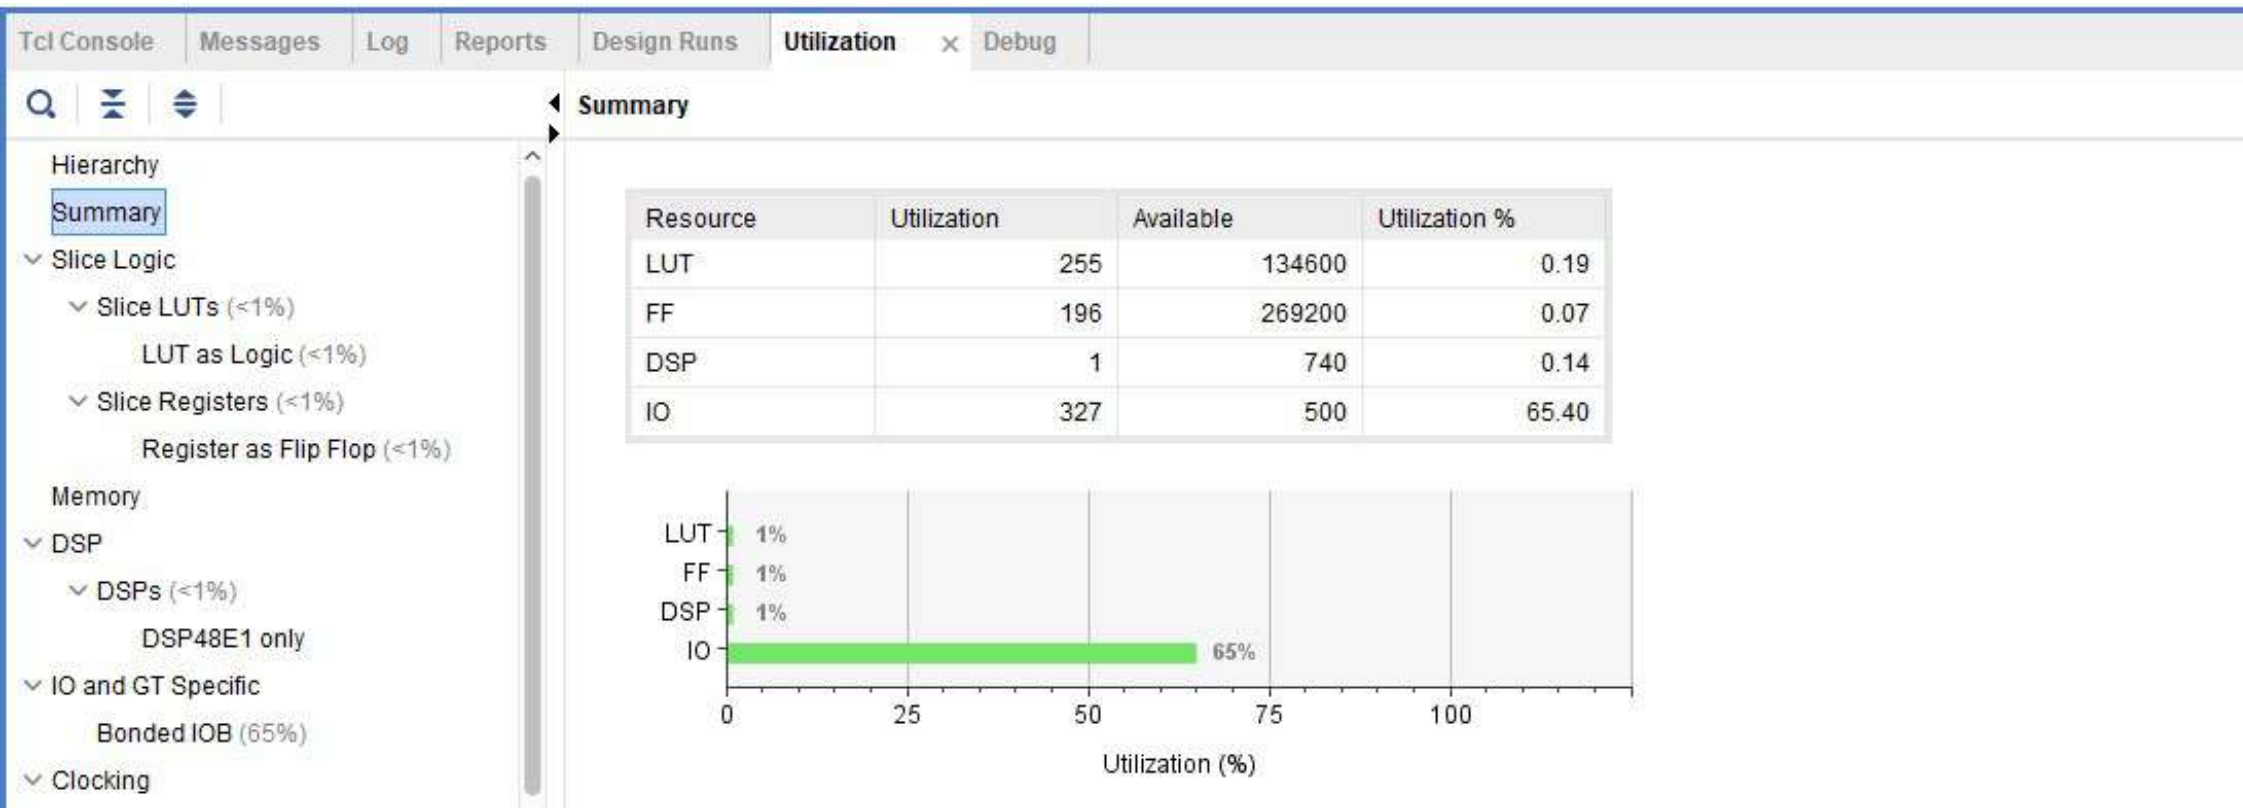 Tcl Console Messages Log Reports Design Runs Utilization × Debug
Summary
Hierarchy
Summary
Slice Logic
Slice LUTs (<1%)
LUT as Logic (<1%)
Slice Registers (<1%)
Register as Flip Flop (<1%)
Memory
DSP
DSPs (<1%)
DSP48E1 only
IO and GT Specific
Bonded IOB (65%)
Clocking
Resource Utilization Available Utilization %
LUT 255 134600 0.19
FF 196 269200 0.07
DSP 1 740 0.14
IO 327 500 65.40
LUT 1%
FF 1%
DSP 1%
IO 65%
0 25 50 75 100
Utilization (%)